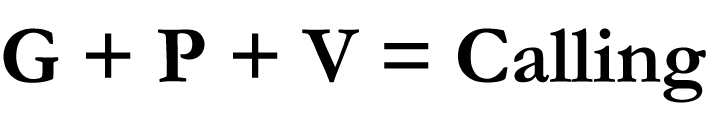 G + P + V = Calling